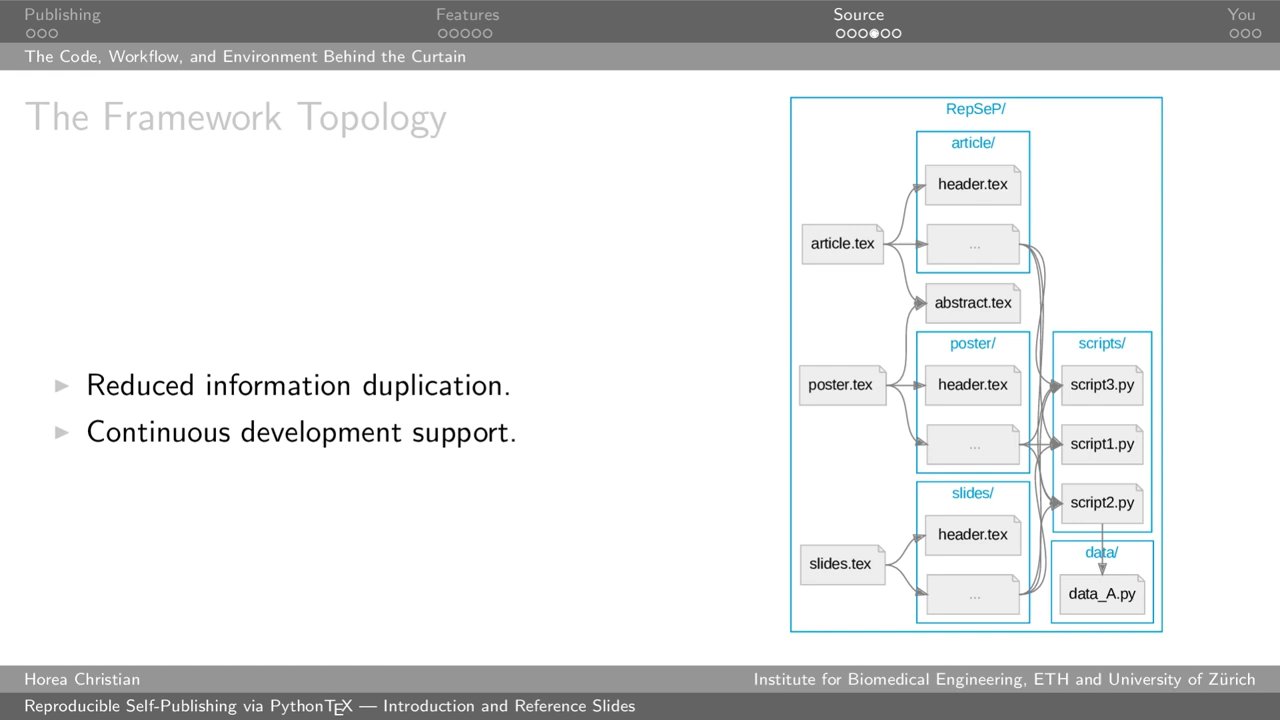 Publishing
Features
Source
You
The Code, Workflow, and Environment Behind the Curtain
The Framework Topology
Reduced information duplication.
Continuous development support.
RepSeP/
article/
header.tex
article.tex
...
abstract.tex
poster/
scripts/
poster.tex
header.tex
script3.py
...
script1.py
slides/
script2.py
header.tex
data/
slides.tex
...
data_A.py
Horea Christian
Institute for Biomedical Engineering, ETH and University of Zürich
Reproducible Self-Publishing via PythonTEX — Introduction and Reference Slides